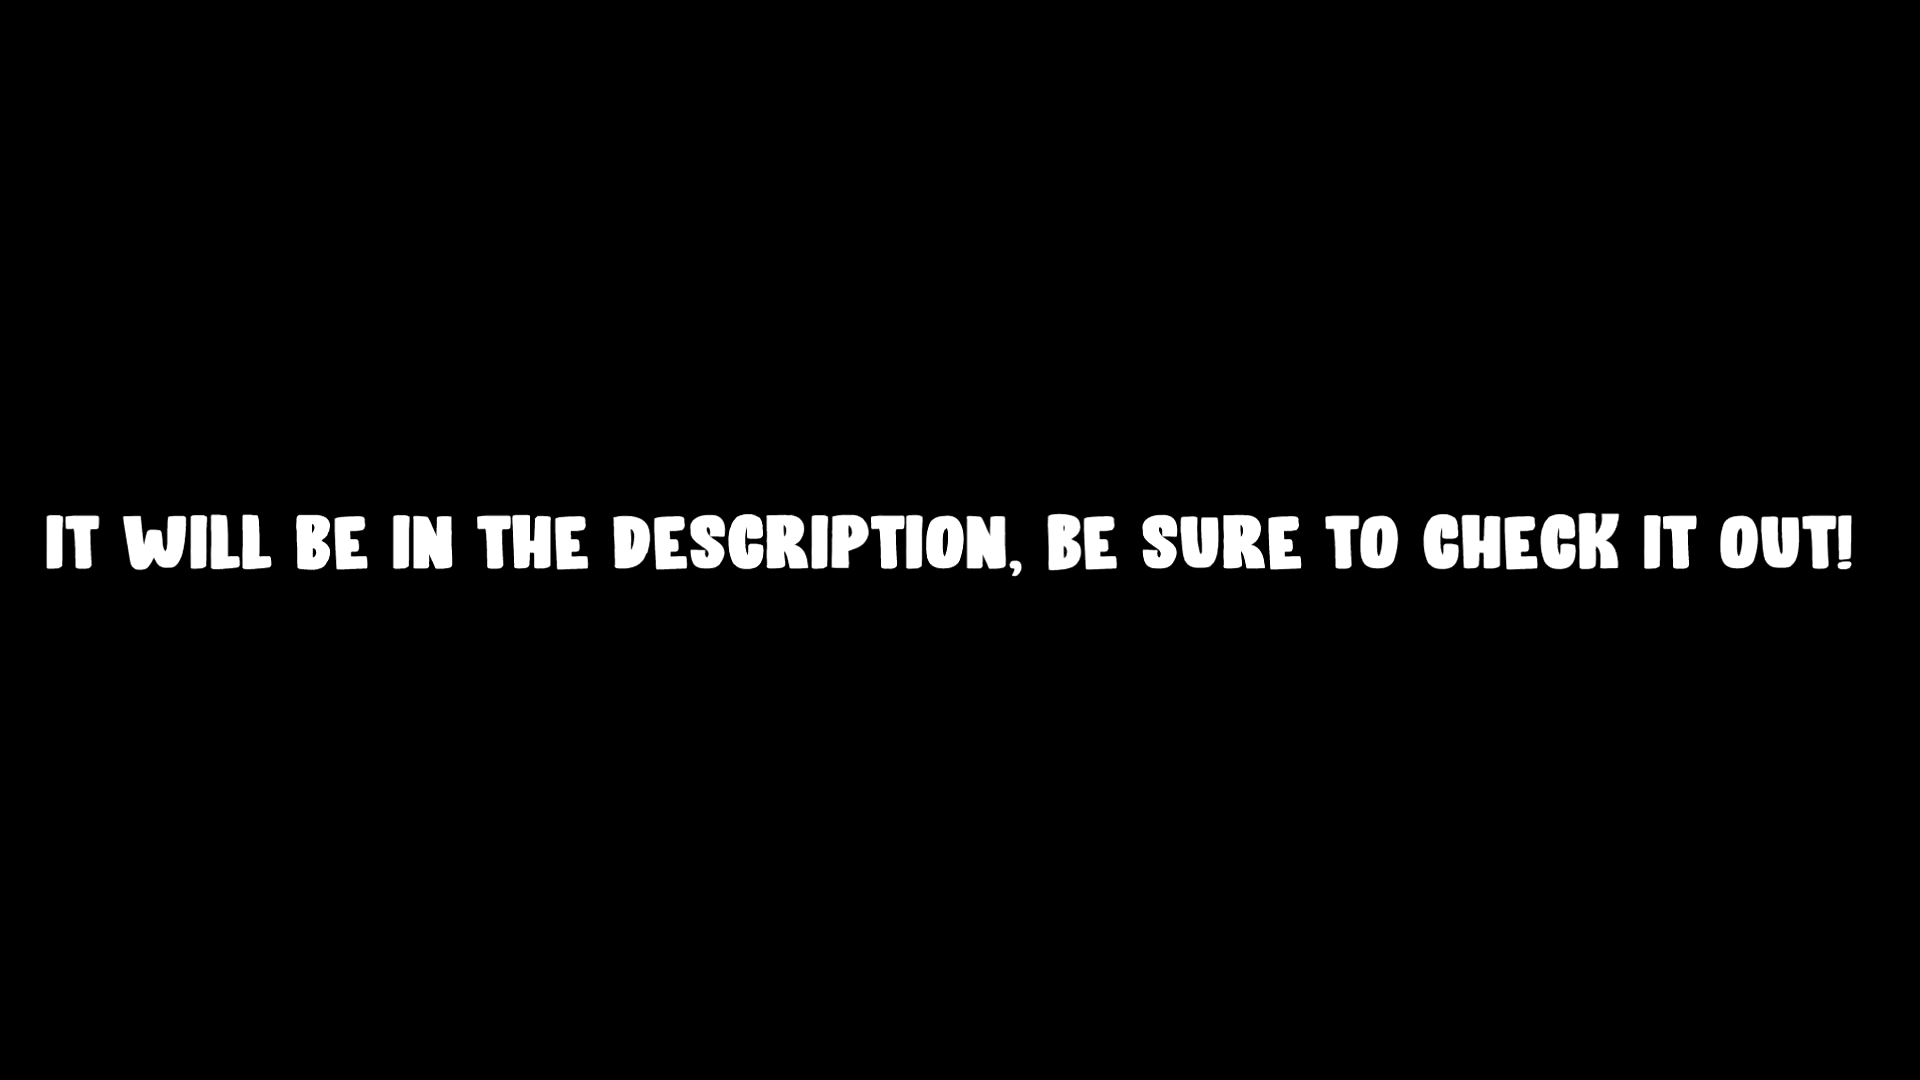 IT WILL BE IN THE DESCRIPTION, BE SURE TO CHECK IT OUT!